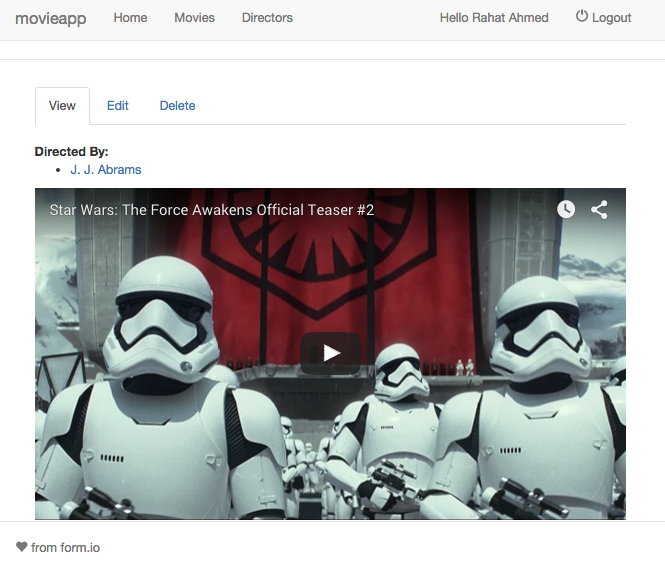 movieapp Home Movies Directors Hello Rahat Ahmed Logout
View Edit Delete
Directed By:
J. J. Abrams
Star Wars: The Force Awakens Official Teaser #2
from form.io